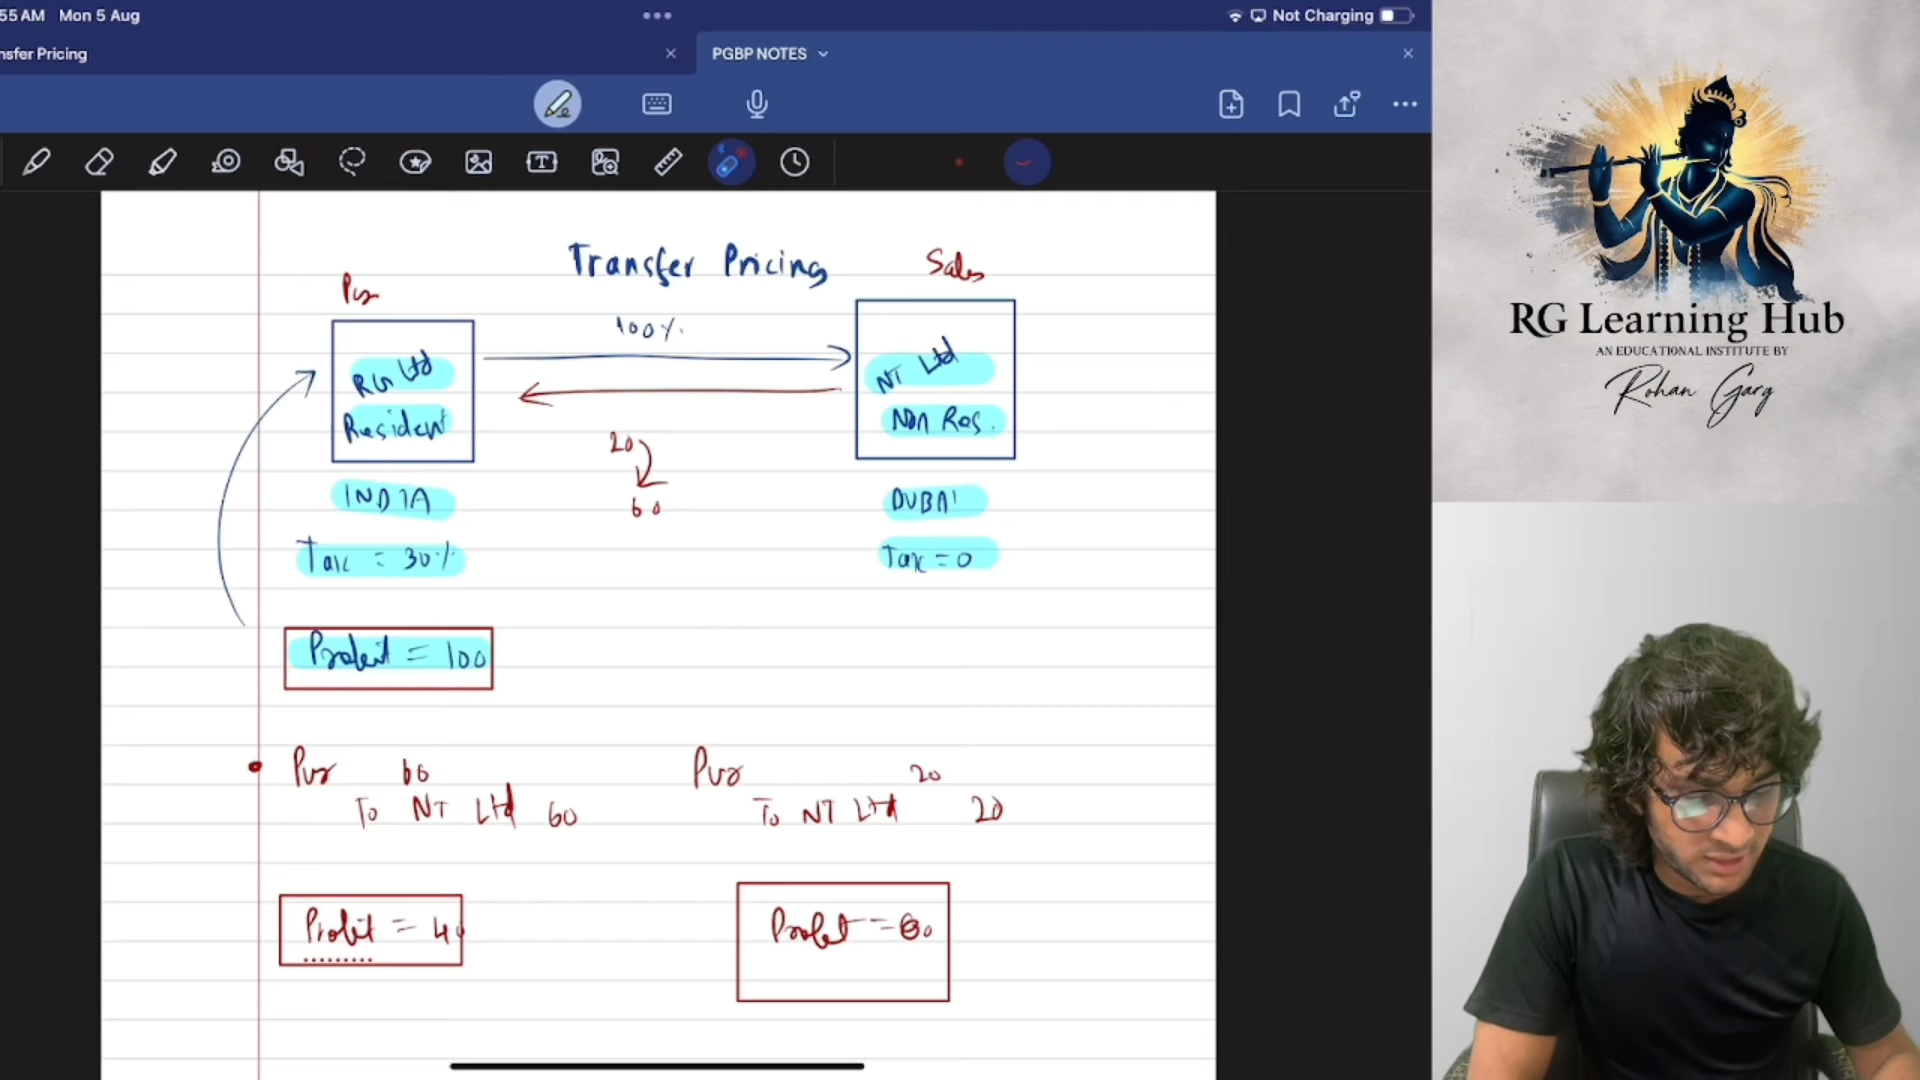 55 AM Mon 5 Aug
Not Charging
nsfer Pricing
PGBP NOTES
Transfer Pricing
Sales
Pur
100%
RG Ltd
Resident
NT Ltd
Non Res.
20
60
INDIA
DUBAI
Tax = 30%
Tax = 0
Profit = 100
Pur 60
To NT Ltd 60
Pur 20
To NT Ltd 20
Profit = 40
Profit = 80
RG Learning Hub
AN EDUCATIONAL INSTITUTE BY
Rohan Garg